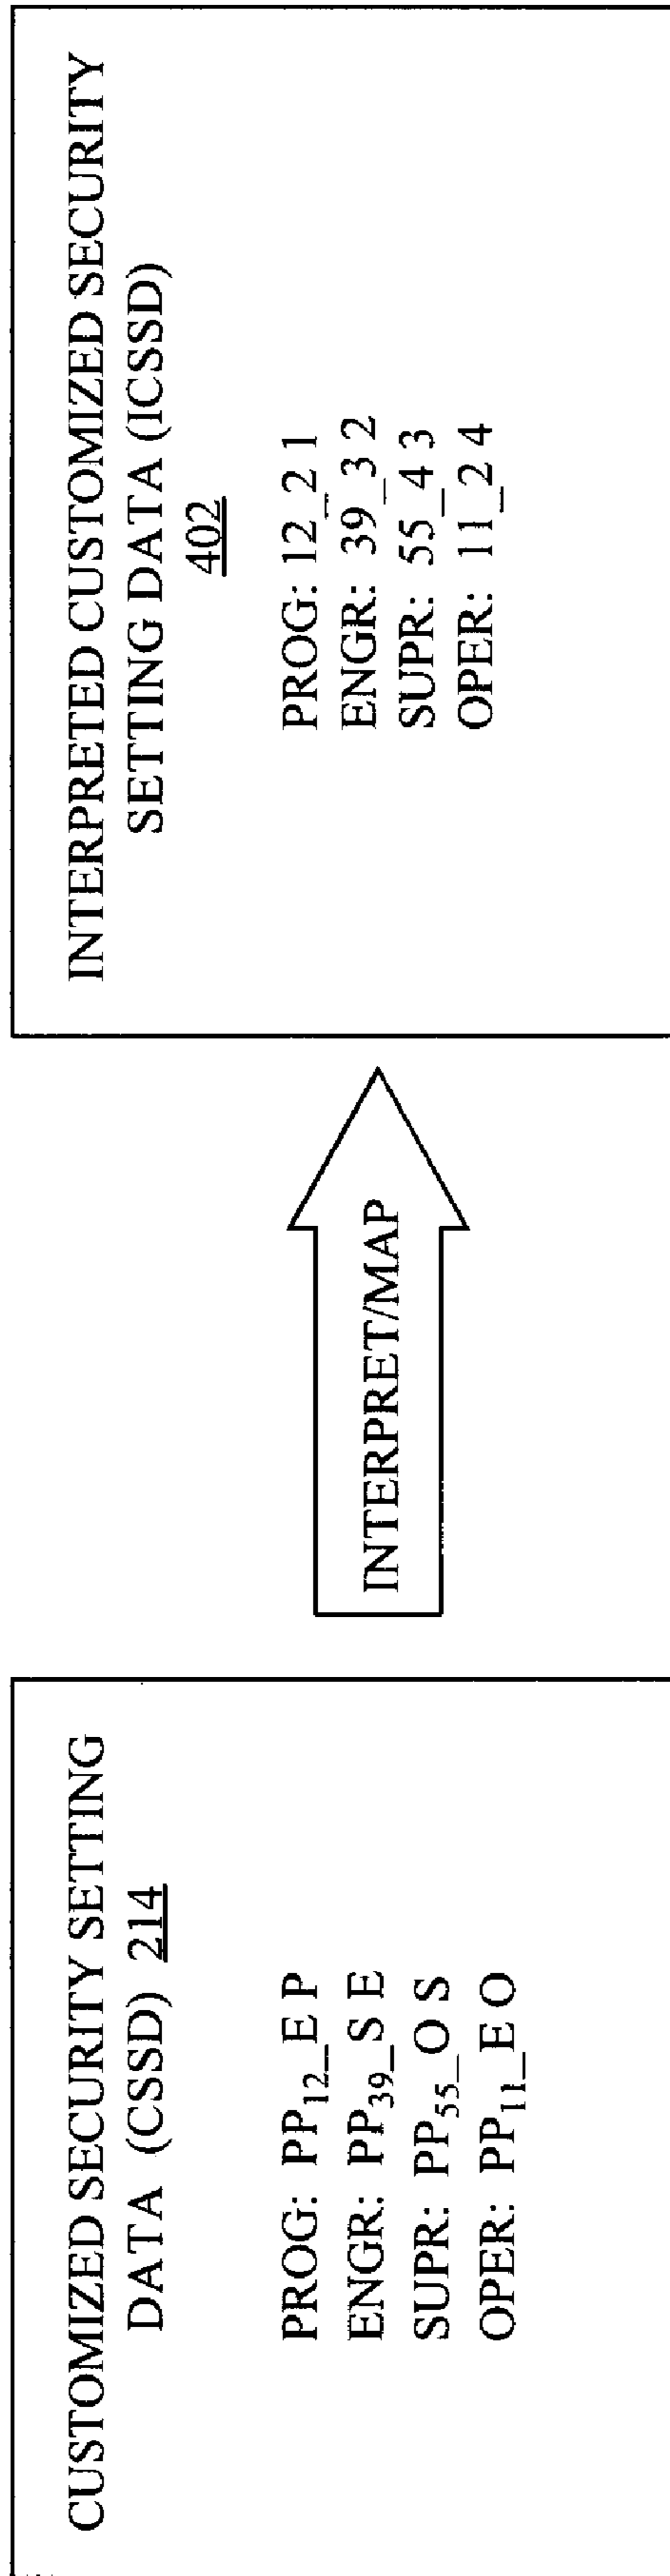 CUSTOMIZED SECURITY SETTING
DATA (CSSD) 214
PROG: PP12_E P
ENGR: PP39_S E
SUPR: PP55_O S
OPER: PP11_E O
INTERPRET/MAP
INTERPRETED CUSTOMIZED SECURITY
SETTING DATA (ICSSD)
402
PROG: 12_2 1
ENGR: 39_3 2
SUPR: 55_4 3
OPER: 11_2 4